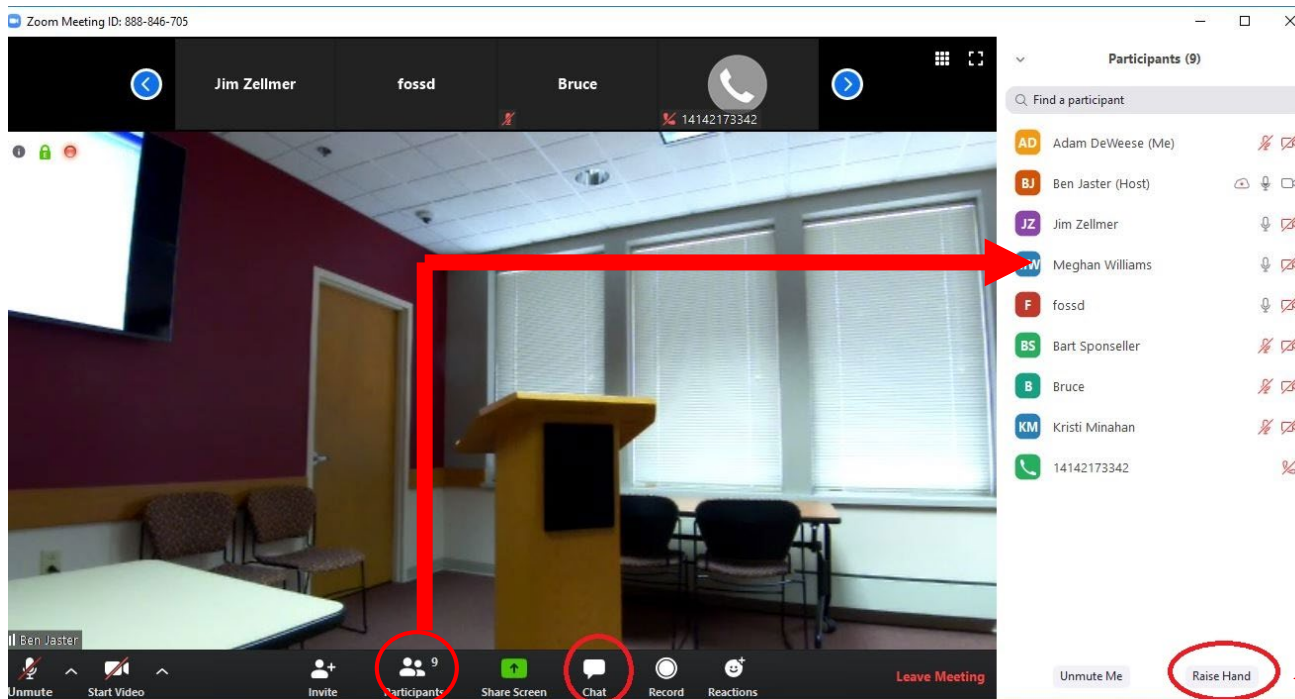 Zoom Meeting ID: 888-846-705
Jim Zellmer
fossd
Bruce
14142173342
Ben Jaster
Unmute
Start Video
Invite
Participants
9
Share Screen
Chat
Record
Reactions
Leave Meeting
Participants (9)
Find a participant
AD Adam DeWeese (Me)
BJ Ben Jaster (Host)
JZ Jim Zellmer
Meghan Williams
F fossd
BS Bart Sponseller
B Bruce
KM Kristi Minahan
14142173342
Unmute Me
Raise Hand